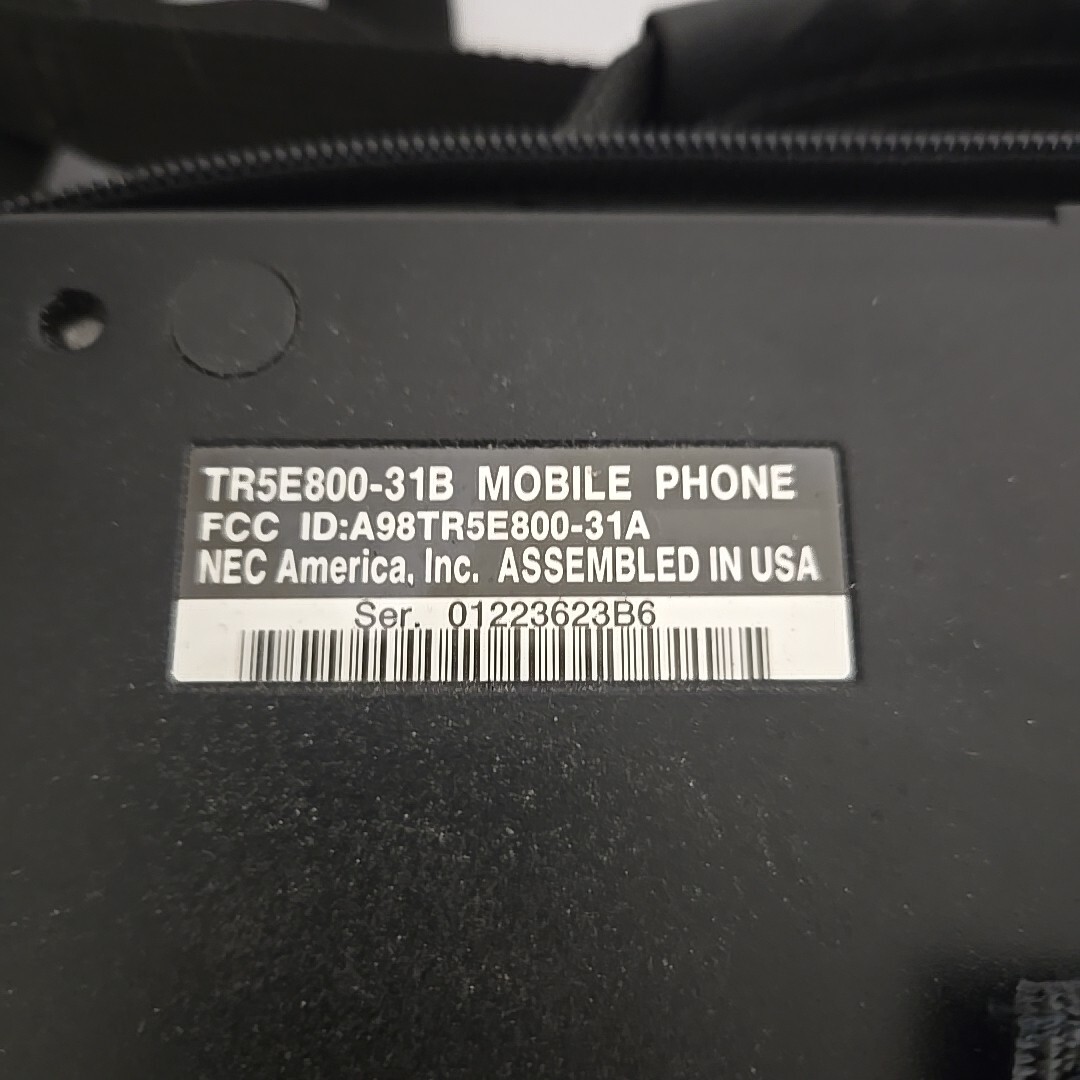 TR5E800-31B MOBILE PHONE
FCC ID:A98TR5E800-31A
NEC America, Inc. ASSEMBLED IN USA
Ser. 01223623B6